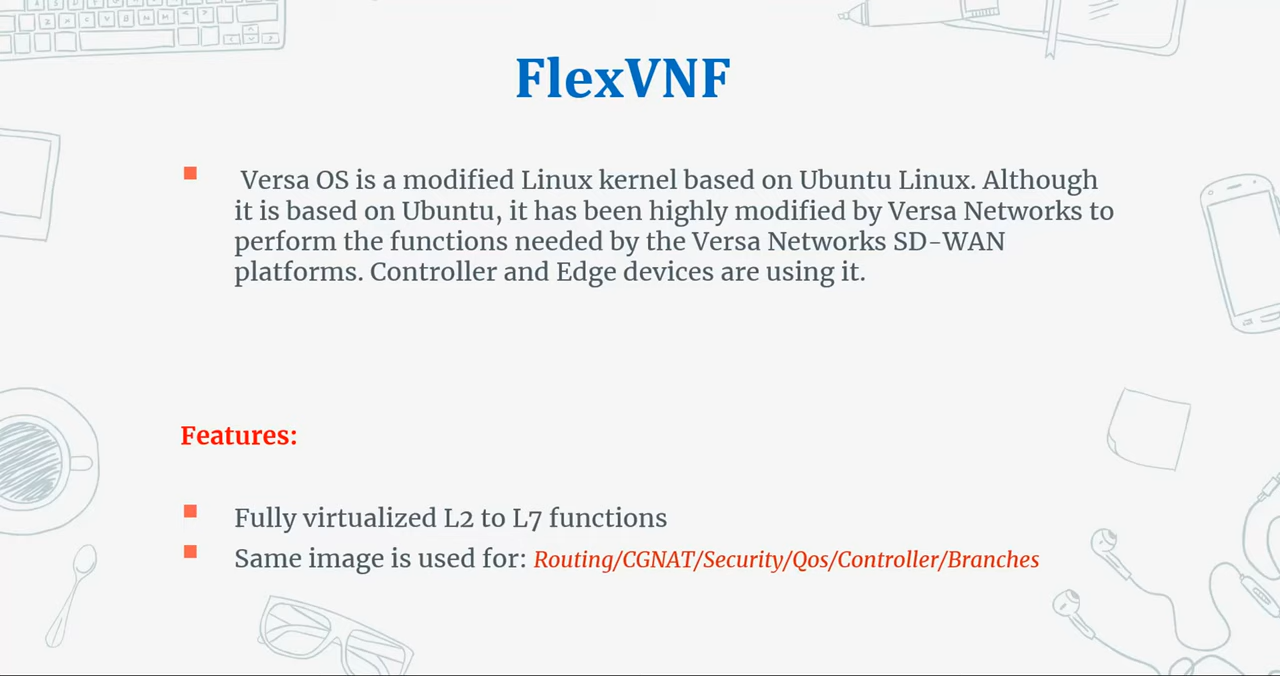 FlexVNF
Versa OS is a modified Linux kernel based on Ubuntu Linux. Although
it is based on Ubuntu, it has been highly modified by Versa Networks to
perform the functions needed by the Versa Networks SD-WAN
platforms. Controller and Edge devices are using it.
Features:
Fully virtualized L2 to L7 functions
Same image is used for: Routing/CGNAT/Security/Qos/Controller/Branches